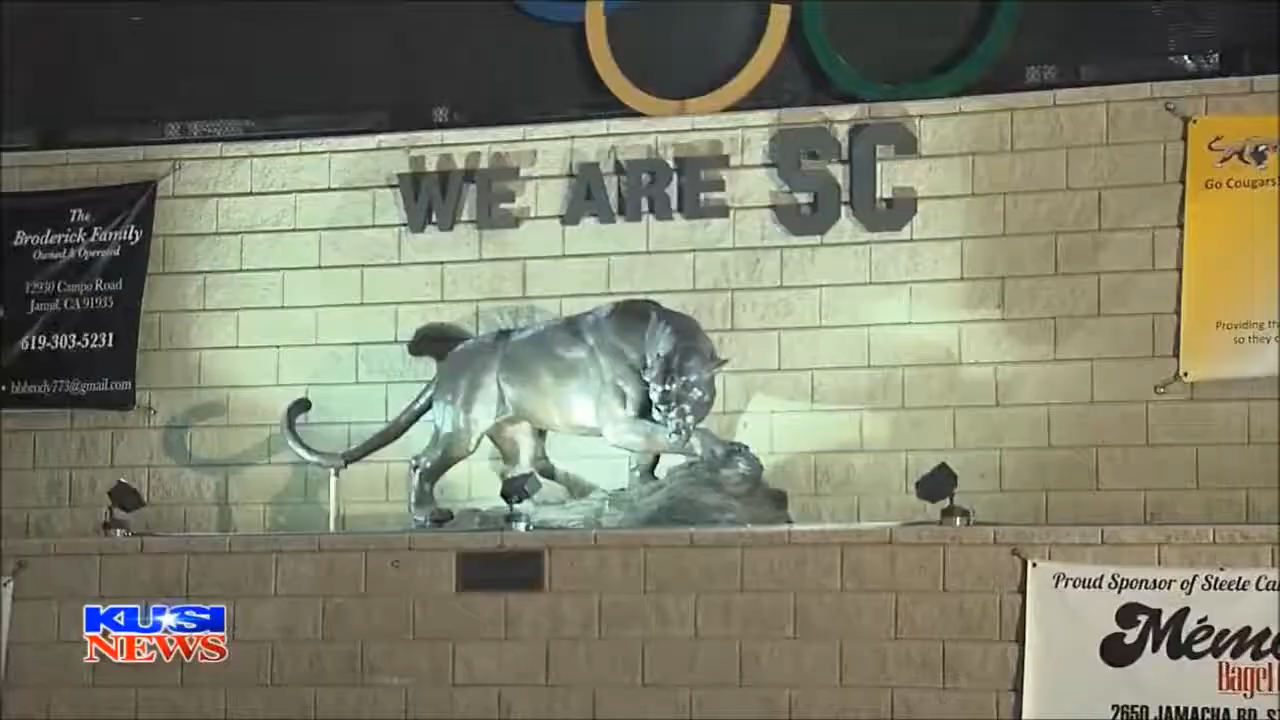 WE ARE SC
The
Broderick Family
Owned & Operated
12930 Campo Road
Jamul, CA 91935
619-303-5231
Go Cougars
Providing th
so they c
KUSI
NEWS
Proud Sponsor of Steele Ca
Mém
Bagel
2650 JAMACHA RD, S